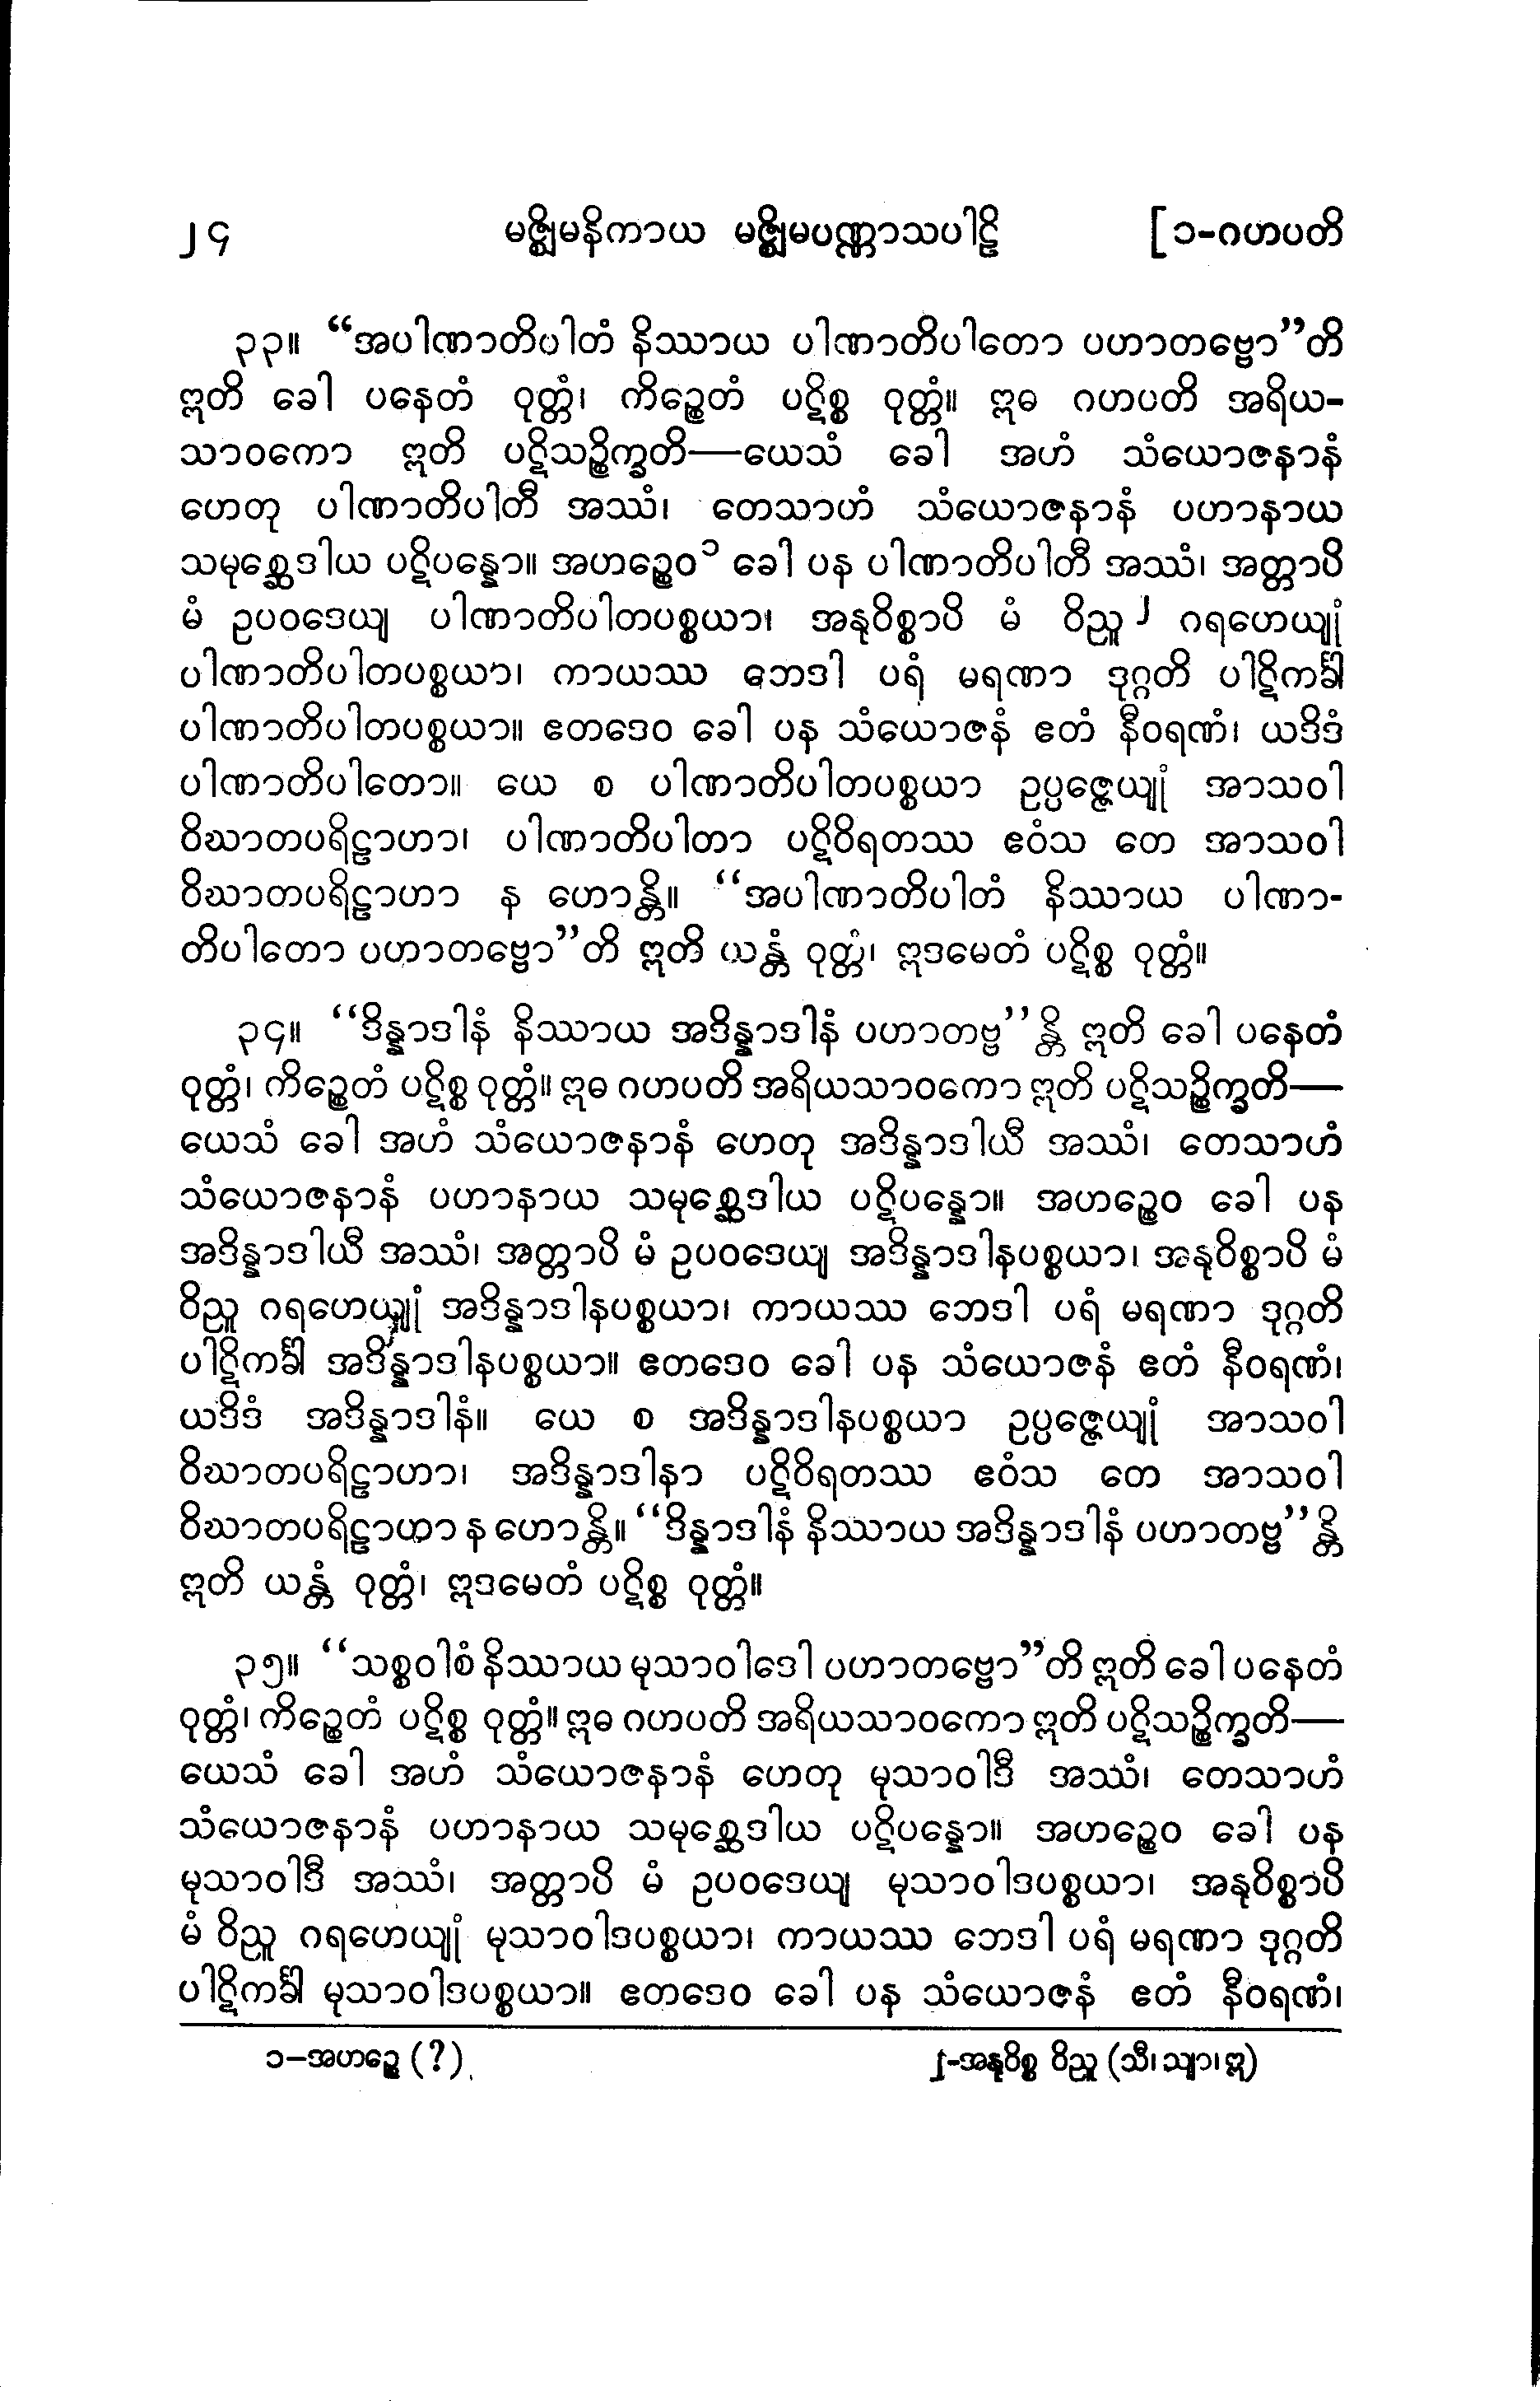 ၂၄ မဇ္ဈိမနိကာယ မဇ္ဈိမပဏ္ဏာသပါဠိ [ ၁-ဂဟပတိ
၃၃။ “အပါဏာတိပါတံ နိဿာယ ပါဏာတိပါတော ပဟာတဗ္ဗော”တိ
ဣတိ ခေါ ပနေတံ ဝုတ္တံ၊ ကိဉ္စေတံ ပဋိစ္စ ဝုတ္တံ။ ဣဓ ဂဟပတိ အရိယ-
သာဝကော ဣတိ ပဋိသဉ္စိက္ခတိ—ယေသံ ခေါ အဟံ သံယောဇနာနံ
ဟေတု ပါဏာတိပါတီ အဿံ၊ တေသာဟံ သံယောဇနာနံ ပဟာနာယ
သမုစ္ဆေဒါယ ပဋိပန္နော။ အဟဉ္စေဝ ၁ ခေါ ပန ပါဏာတိပါတီ အဿံ၊ အတ္တာပိ
မံ ဥပဝဒေယျ ပါဏာတိပါတပစ္စယာ၊ အနုဝိစ္စာပိ မံ ဝိညူ ၂ ဂရဟေယျုံ
ပါဏာတိပါတပစ္စယာ၊ ကာယဿ ဘေဒါ ပရံ မရဏာ ဒုဂ္ဂတိ ပါဋိကင်္ခါ
ပါဏာတိပါတပစ္စယာ။ ဧတဒေဝ ခေါ ပန သံယောဇနံ ဧတံ နီဝရဏံ၊ ယဒိဒံ
ပါဏာတိပါတော။ ယေ စ ပါဏာတိပါတပစ္စယာ ဥပ္ပဇ္ဇေယျုံ အာသဝါ
ဝိဃာတပရိဠာဟာ၊ ပါဏာတိပါတာ ပဋိဝိရတဿ ဧဝံသ တေ အာသဝါ
ဝိဃာတပရိဠာဟာ န ဟောန္တိ။ “အပါဏာတိပါတံ နိဿာယ ပါဏာ-
တိပါတော ပဟာတဗ္ဗော”တိ ဣတိ ယန္တံ ဝုတ္တံ၊ ဣဒမေတံ ပဋိစ္စ ဝုတ္တံ။
၃၄။ “ဒိန္နာဒါနံ နိဿာယ အဒိန္နာဒါနံ ပဟာတဗ္ဗ”န္တိ ဣတိ ခေါ ပနေတံ
ဝုတ္တံ၊ ကိဉ္စေတံ ပဋိစ္စ ဝုတ္တံ။ ဣဓ ဂဟပတိ အရိယသာဝကော ဣတိ ပဋိသဉ္စိက္ခတိ—
ယေသံ ခေါ အဟံ သံယောဇနာနံ ဟေတု အဒိန္နာဒါယီ အဿံ၊ တေသာဟံ
သံယောဇနာနံ ပဟာနာယ သမုစ္ဆေဒါယ ပဋိပန္နော။ အဟဉ္စေဝ ခေါ ပန
အဒိန္နာဒါယီ အဿံ၊ အတ္တာပိ မံ ဥပဝဒေယျ အဒိန္နာဒါနပစ္စယာ၊ အနုဝိစ္စာပိ မံ
ဝိညူ ဂရဟေယျုံ အဒိန္နာဒါနပစ္စယာ၊ ကာယဿ ဘေဒါ ပရံ မရဏာ ဒုဂ္ဂတိ
ပါဋိကင်္ခါ အဒိန္နာဒါနပစ္စယာ။ ဧတဒေဝ ခေါ ပန သံယောဇနံ ဧတံ နီဝရဏံ၊
ယဒိဒံ အဒိန္နာဒါနံ။ ယေ စ အဒိန္နာဒါနပစ္စယာ ဥပ္ပဇ္ဇေယျုံ အာသဝါ
ဝိဃာတပရိဠာဟာ၊ အဒိန္နာဒါနာ ပဋိဝိရတဿ ဧဝံသ တေ အာသဝါ
ဝိဃာတပရိဠာဟာ န ဟောန္တိ။ “ဒိန္နာဒါနံ နိဿာယ အဒိန္နာဒါနံ ပဟာတဗ္ဗ”န္တိ
ဣတိ ယန္တံ ဝုတ္တံ၊ ဣဒမေတံ ပဋိစ္စ ဝုတ္တံ။
၃၅။ “သစ္စဝါစံ နိဿာယ မုသာဝါဒေါ ပဟာတဗ္ဗော”တိ ဣတိ ခေါ ပနေတံ
ဝုတ္တံ၊ ကိဉ္စေတံ ပဋိစ္စ ဝုတ္တံ။ ဣဓ ဂဟပတိ အရိယသာဝကော ဣတိ ပဋိသဉ္စိက္ခတိ—
ယေသံ ခေါ အဟံ သံယောဇနာနံ ဟေတု မုသာဝါဒီ အဿံ၊ တေသာဟံ
သံယောဇနာနံ ပဟာနာယ သမုစ္ဆေဒါယ ပဋိပန္နော။ အဟဉ္စေဝ ခေါ ပန
မုသာဝါဒီ အဿံ၊ အတ္တာပိ မံ ဥပဝဒေယျ မုသာဝါဒပစ္စယာ၊ အနုဝိစ္စာပိ
မံ ဝိညူ ဂရဟေယျုံ မုသာဝါဒပစ္စယာ၊ ကာယဿ ဘေဒါ ပရံ မရဏာ ဒုဂ္ဂတိ
ပါဋိကင်္ခါ မုသာဝါဒပစ္စယာ။ ဧတဒေဝ ခေါ ပန သံယောဇနံ ဧတံ နီဝရဏံ၊
၁-အဟဉ္စေ (?) ၂-အနုဝိစ္စ ဝိညူ (သီ၊ သျာ၊ ဣ)